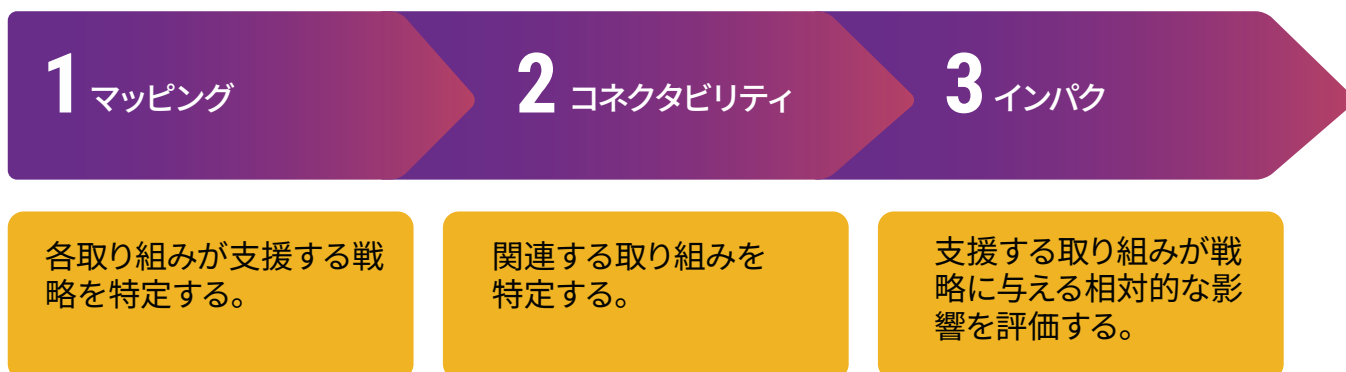 1 マッピング
2 コネクタビリティ
3 インパク
各取り組みが支援する戦
略を特定する。
関連する取り組みを
特定する。
支援する取り組みが戦
略に与える相対的な影
響を評価する。